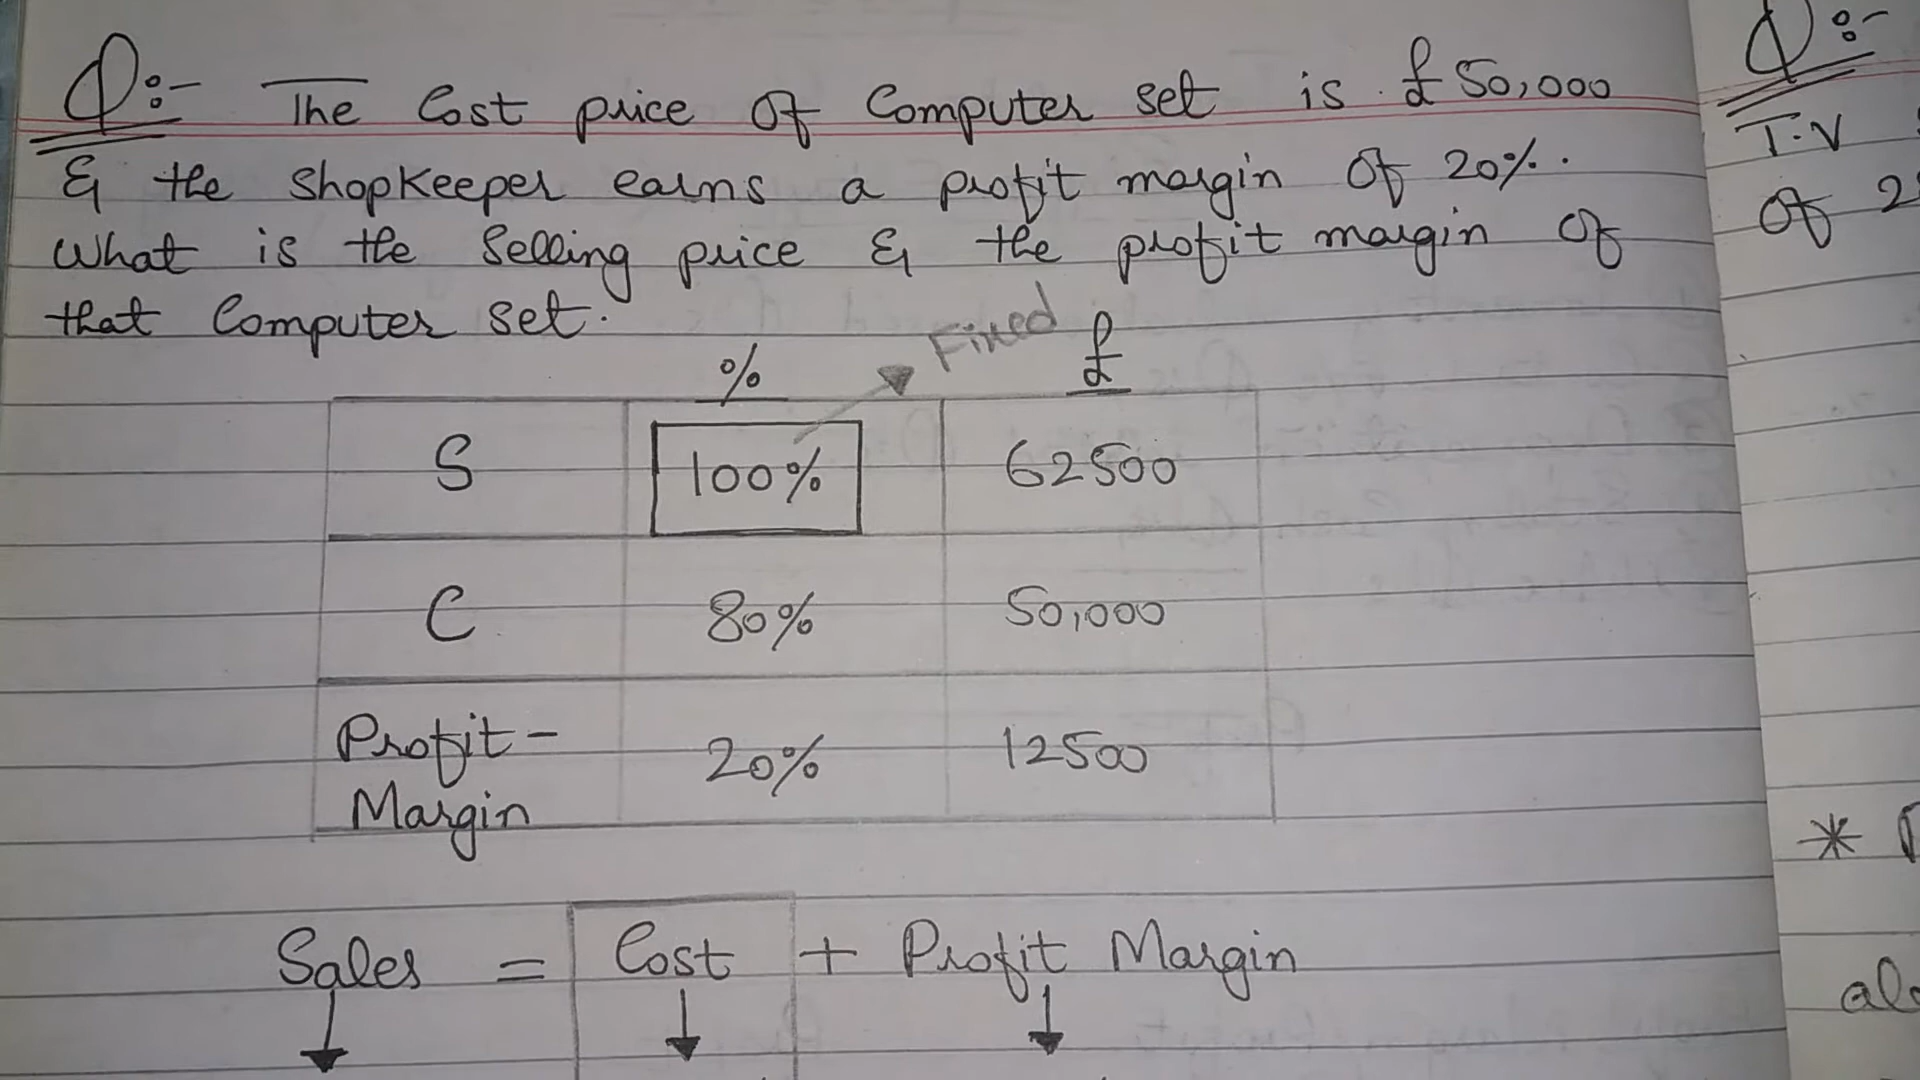 Q:- The Cost price of Computer set is £50,000
& the shopkeeper earns a profit margin of 20%.
What is the Selling price & the profit margin of
that Computer set.
Fixed
% £
S 100% 62500
C 80% 50,000
Profit- 20% 12500
Margin
Sales = Cost + Profit Margin
Q:-
T.V
of 2
*